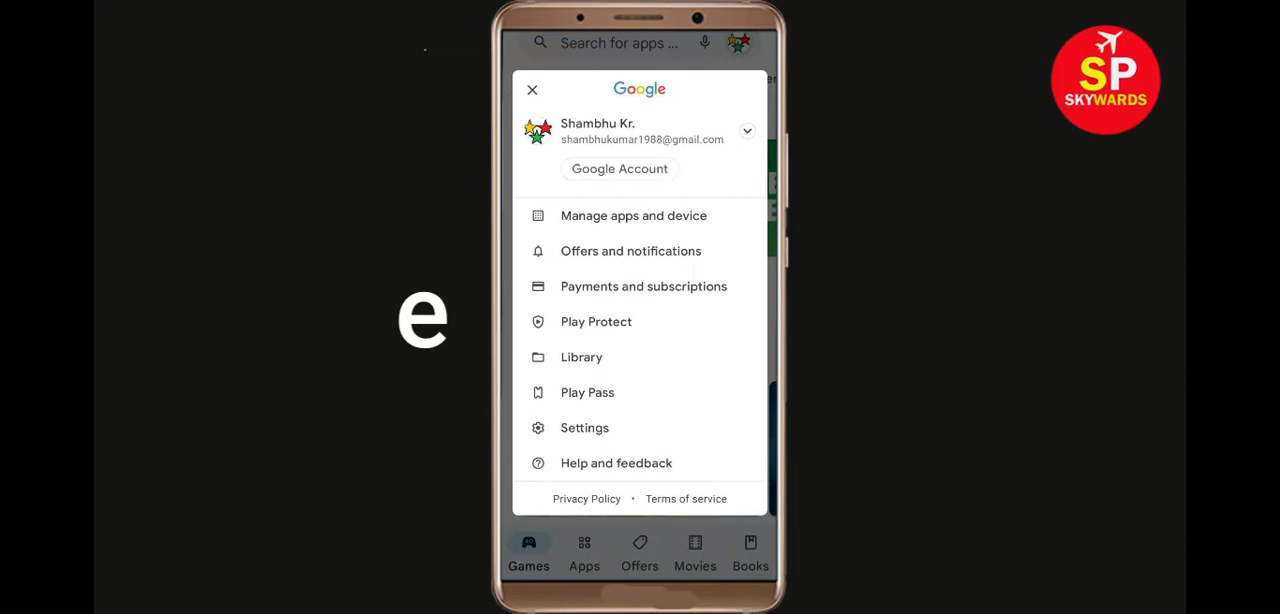 Search for apps ...
SP
SKYWARDS
Google
Shambhu Kr.
shambhukumar1988@gmail.com
Google Account
Manage apps and device
Offers and notifications
Payments and subscriptions
e
Play Protect
Library
Play Pass
Settings
Help and feedback
Privacy Policy • Terms of service
Games Apps Offers Movies Books